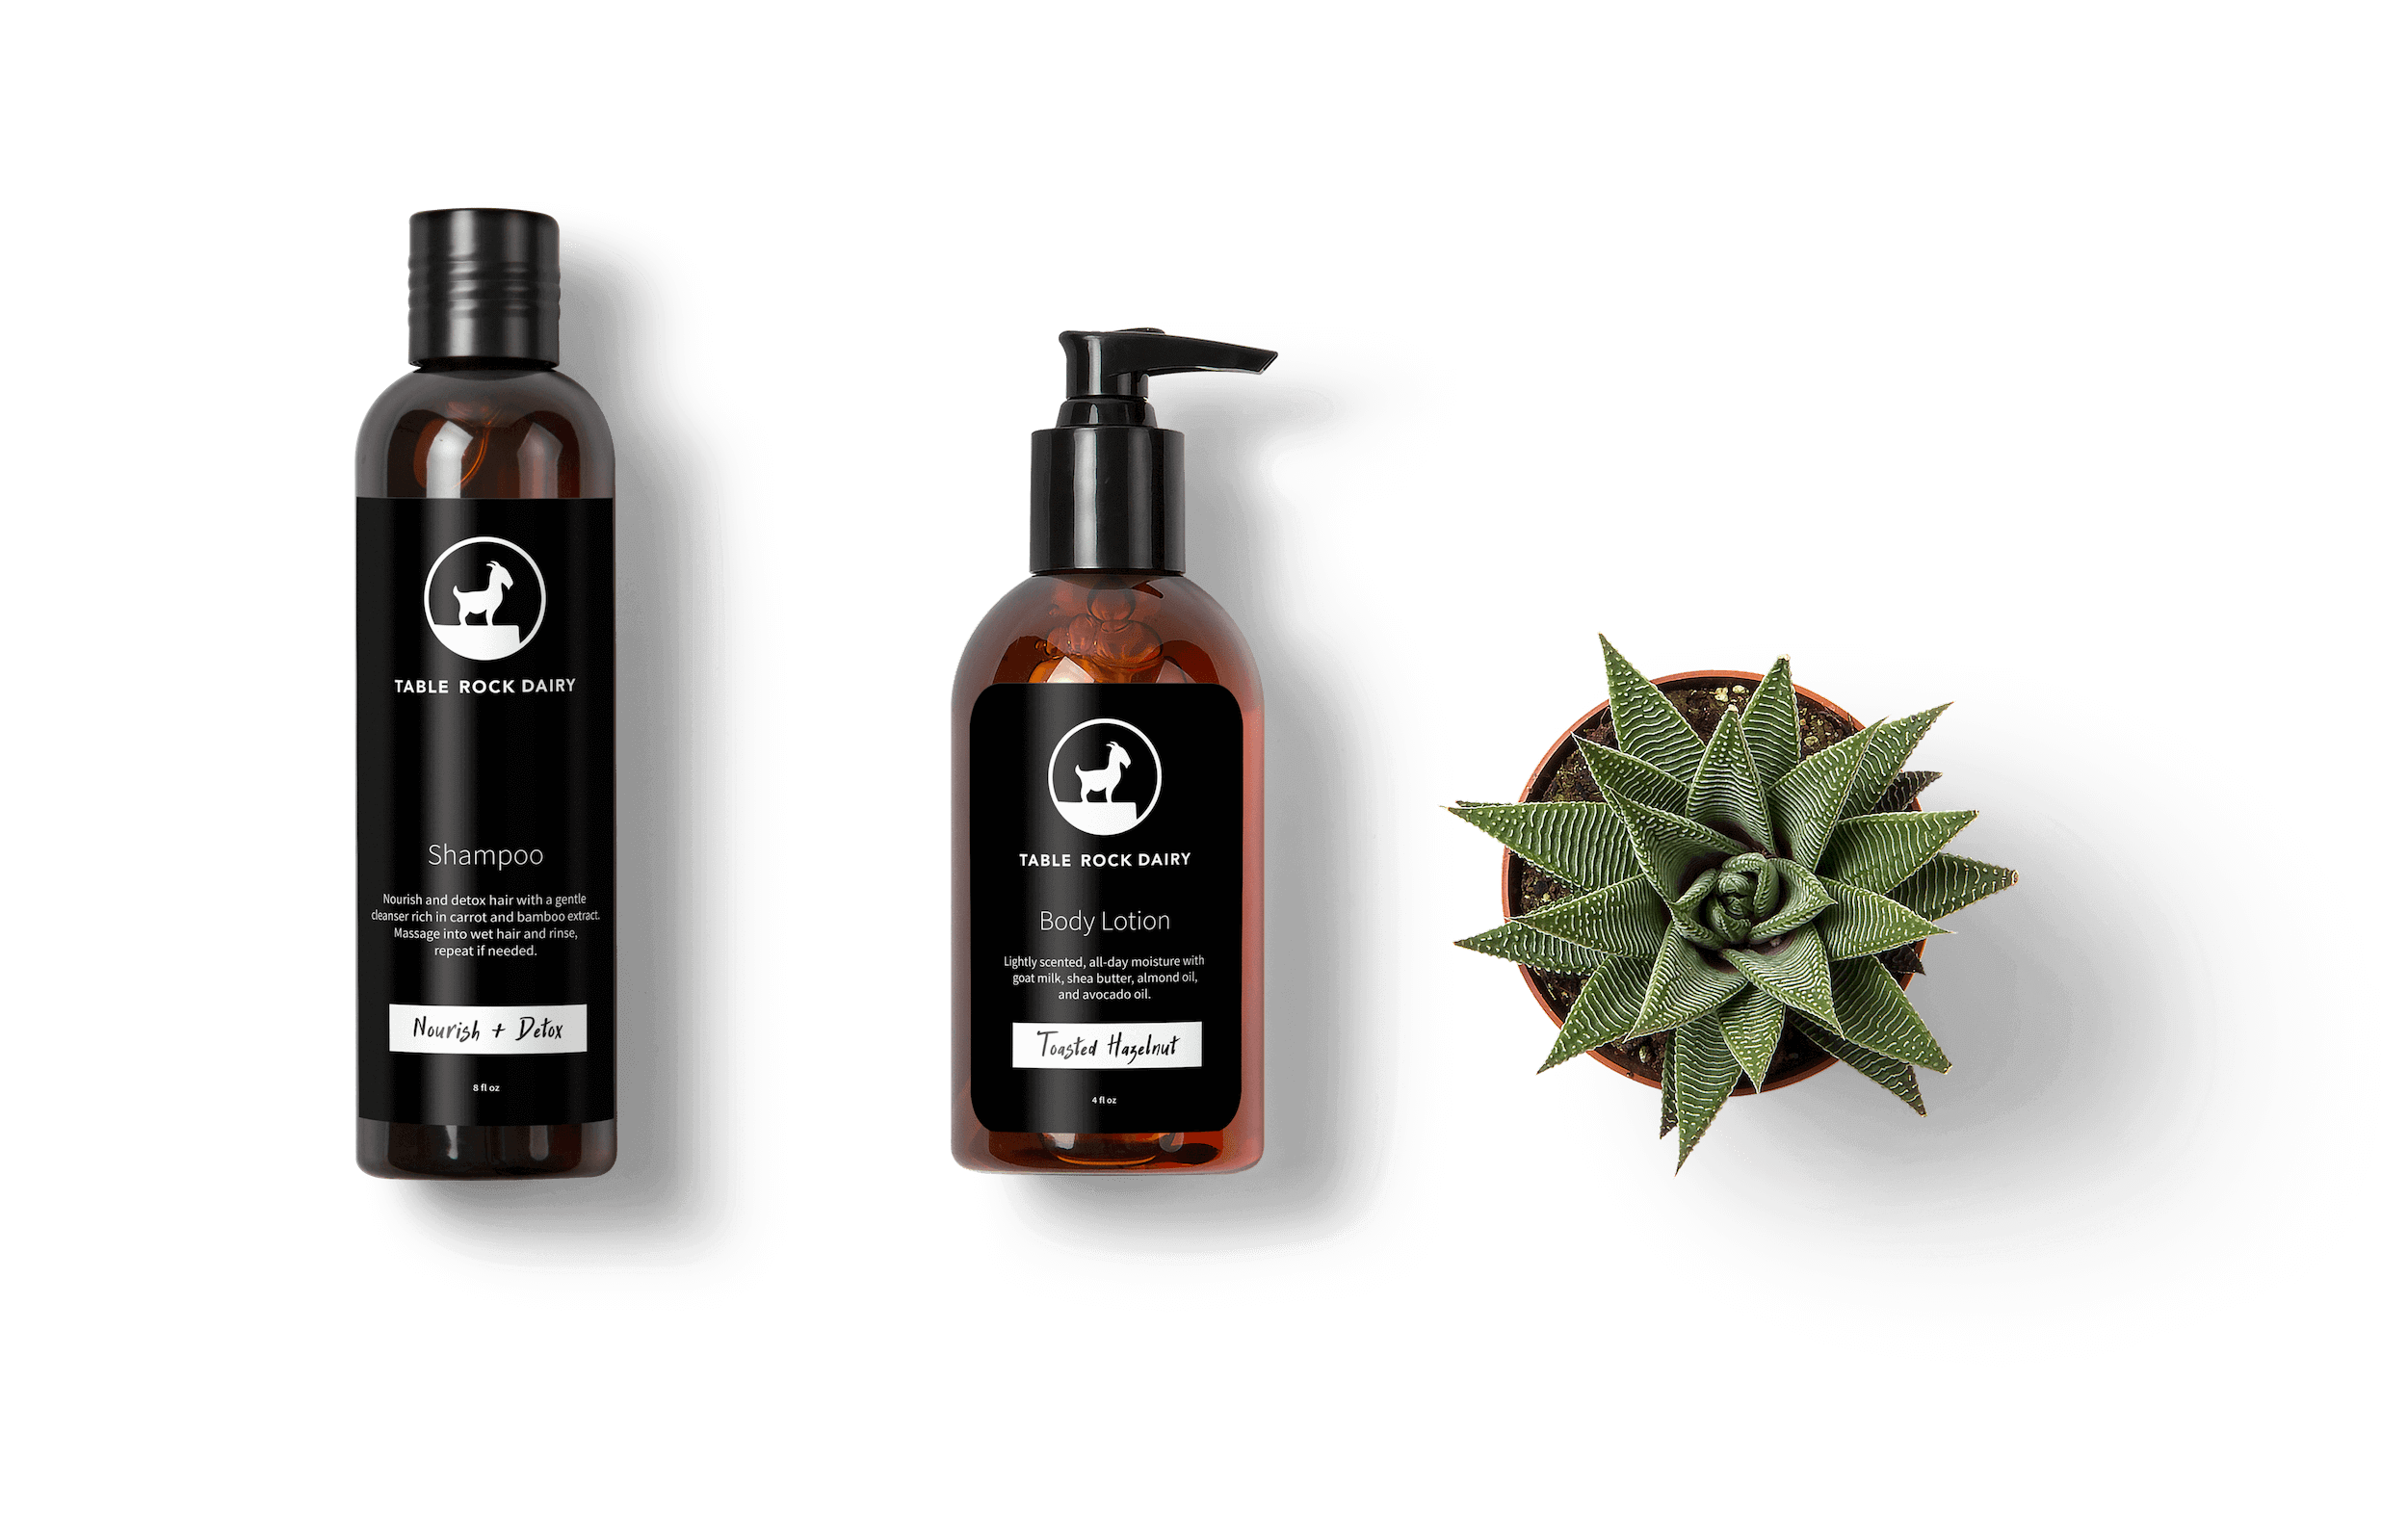 TABLE ROCK DAIRY
Shampoo
Nourish and detox hair with a gentle
cleanser rich in carrot and bamboo extract.
Massage into wet hair and rinse,
repeat if needed.
Nourish + Detox
8 fl oz
TABLE ROCK DAIRY
Body Lotion
Lightly scented, all-day moisture with
goat milk, shea butter, almond oil,
and avocado oil.
Toasted Hazelnut
4 fl oz